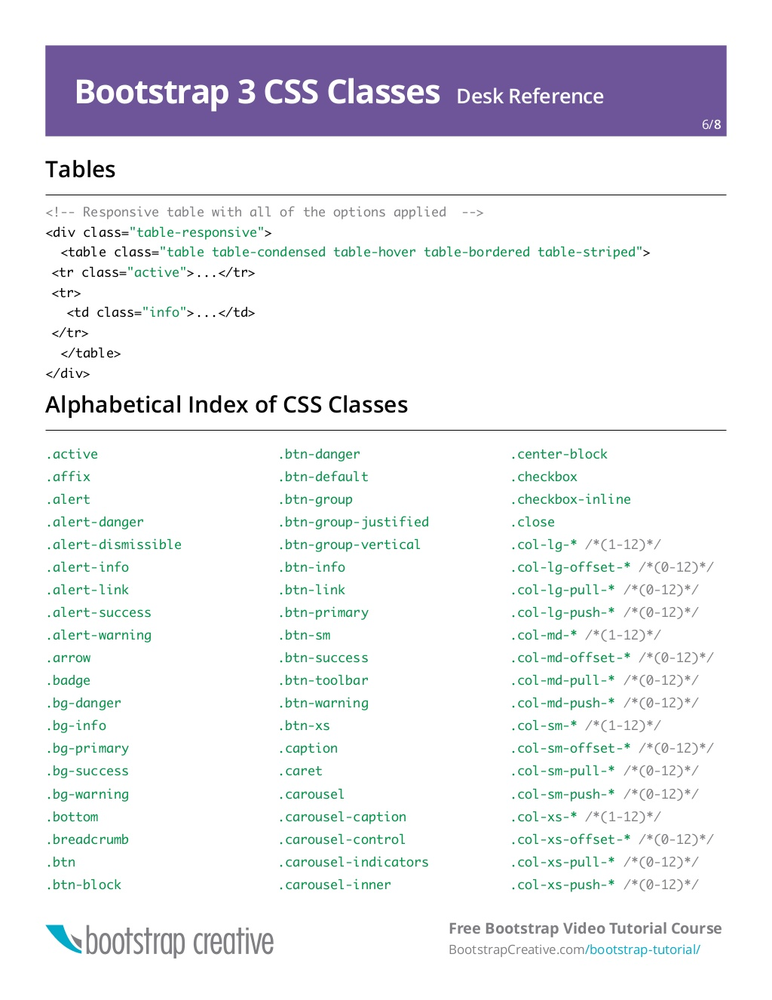 Bootstrap 3 CSS Classes Desk Reference
6/8
Tables
<!-- Responsive table with all of the options applied  -->
<div class="table-responsive">
  <table class="table table-condensed table-hover table-bordered table-striped">
 <tr class="active">...</tr>
 <tr>
   <td class="info">...</td>
 </tr>
  </table>
</div>
Alphabetical Index of CSS Classes
.active
.affix
.alert
.alert-danger
.alert-dismissible
.alert-info
.alert-link
.alert-success
.alert-warning
.arrow
.badge
.bg-danger
.bg-info
.bg-primary
.bg-success
.bg-warning
.bottom
.breadcrumb
.btn
.btn-block
.btn-danger
.btn-default
.btn-group
.btn-group-justified
.btn-group-vertical
.btn-info
.btn-link
.btn-primary
.btn-sm
.btn-success
.btn-toolbar
.btn-warning
.btn-xs
.caption
.caret
.carousel
.carousel-caption
.carousel-control
.carousel-indicators
.carousel-inner
.center-block
.checkbox
.checkbox-inline
.close
.col-lg-* /*(1-12)*/
.col-lg-offset-* /*(0-12)*/
.col-lg-pull-* /*(0-12)*/
.col-lg-push-* /*(0-12)*/
.col-md-* /*(1-12)*/
.col-md-offset-* /*(0-12)*/
.col-md-pull-* /*(0-12)*/
.col-md-push-* /*(0-12)*/
.col-sm-* /*(1-12)*/
.col-sm-offset-* /*(0-12)*/
.col-sm-pull-* /*(0-12)*/
.col-sm-push-* /*(0-12)*/
.col-xs-* /*(1-12)*/
.col-xs-offset-* /*(0-12)*/
.col-xs-pull-* /*(0-12)*/
.col-xs-push-* /*(0-12)*/
bootstrap creative
Free Bootstrap Video Tutorial Course
BootstrapCreative.com/bootstrap-tutorial/